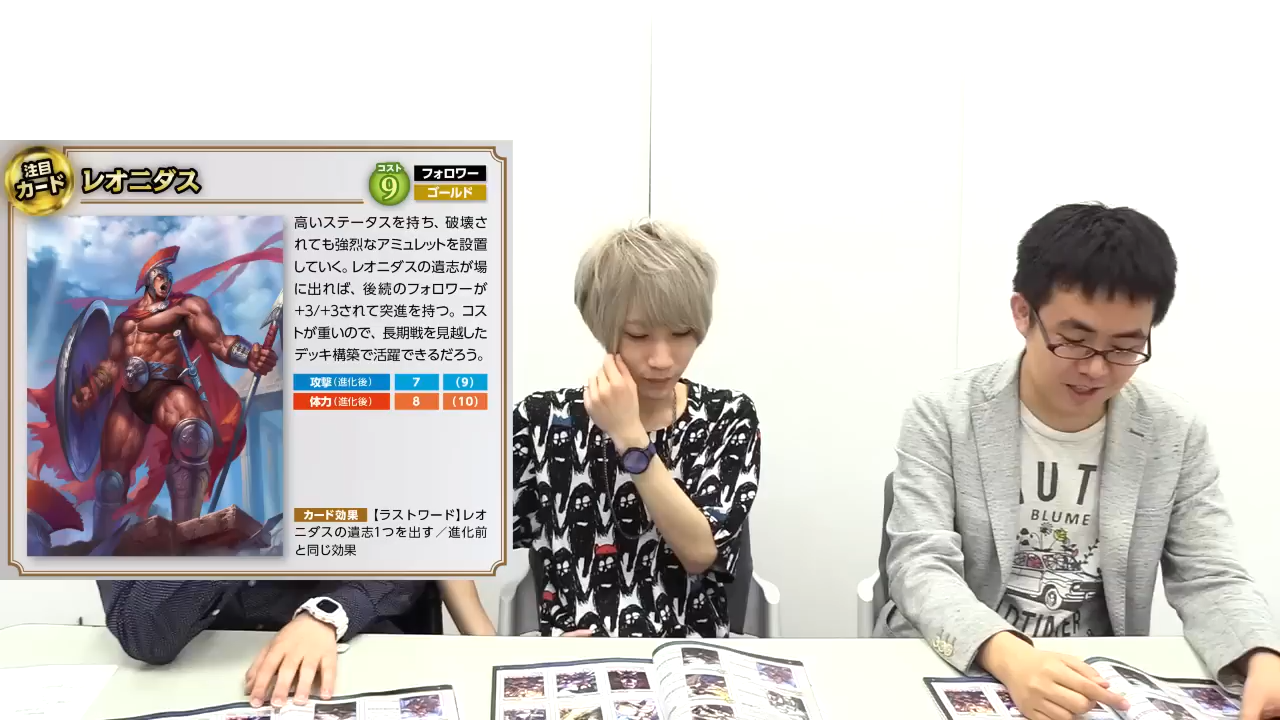 注目
カード
レオニダス
コスト
9
フォロワー
ゴールド
高いステータスを持ち、破壊さ
れても強烈なアミュレットを設置
していく。レオニダスの遺志が場
に出れば、後続のフォロワーが
+3/+3されて突進を持つ。コス
トが重いので、長期戦を見越した
デッキ構築で活躍できるだろう。
攻撃(進化後) 7 (9)
体力(進化後) 8 (10)
カード効果 【ラストワード】レオ
ニダスの遺志1つを出す/進化前
と同じ効果
BLUME